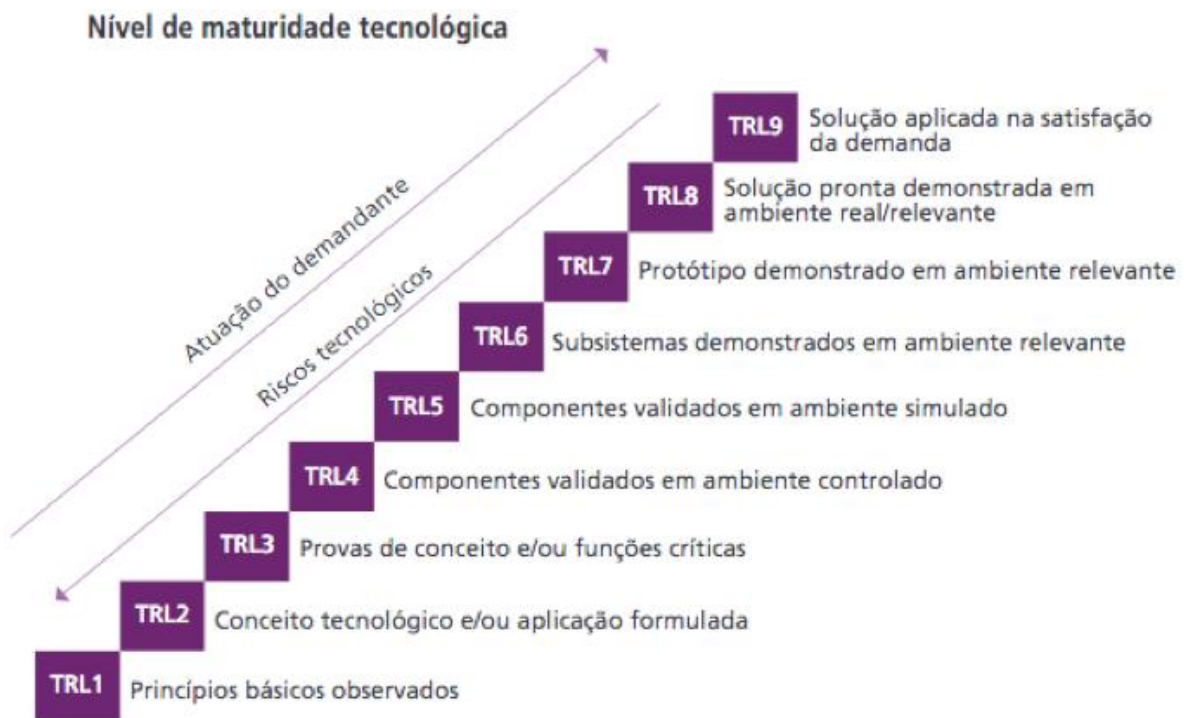 Nível de maturidade tecnológica
Atuação do demandante
Riscos tecnológicos
TRL9
Solução aplicada na satisfação
da demanda
TRL8
Solução pronta demonstrada em
ambiente real/relevante
TRL7
Protótipo demonstrado em ambiente relevante
TRL6
Subsistemas demonstrados em ambiente relevante
TRL5
Componentes validados em ambiente simulado
TRL4
Componentes validados em ambiente controlado
TRL3
Provas de conceito e/ou funções críticas
TRL2
Conceito tecnológico e/ou aplicação formulada
TRL1
Princípios básicos observados